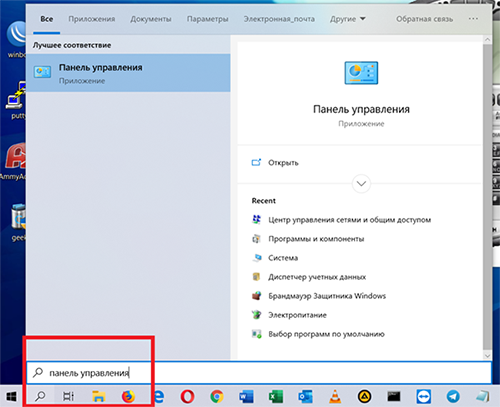 Все Приложения Документы Параметры Электронная_почта Другие Обратная связь ...
Лучшее соответствие
Панель управления
Приложение
Панель управления
Приложение
Открыть
Recent
Центр управления сетями и общим доступом
Программы и компоненты
Система
Диспетчер учетных данных
Брандмауэр Защитника Windows
Электропитание
Выбор программ по умолчанию
winbo
putty
AmmyAd
geek
панель управления